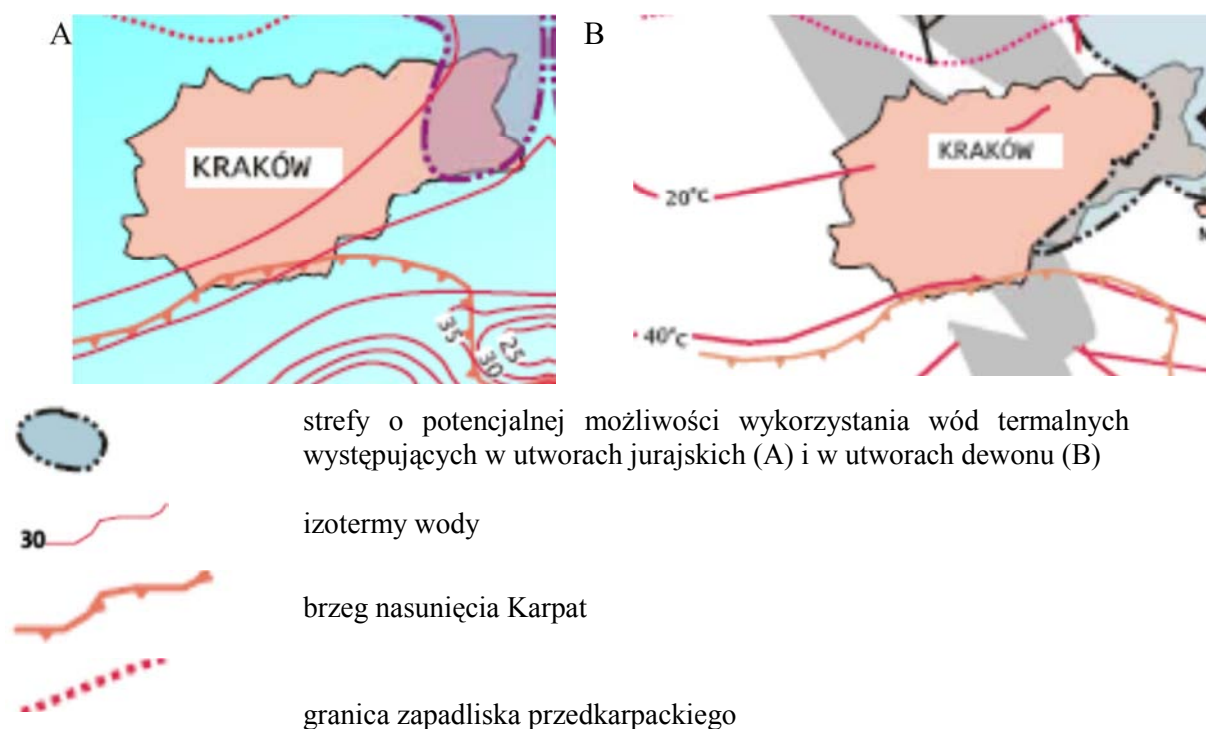 A
B
KRAKÓW
KRAKÓW
20°C
40°C
35
30
25
strefy o potencjalnej możliwości wykorzystania wód termalnych
występujących w utworach jurajskich (A) i w utworach dewonu (B)
30
izotermy wody
brzeg nasunięcia Karpat
granica zapadliska przedkarpackiego